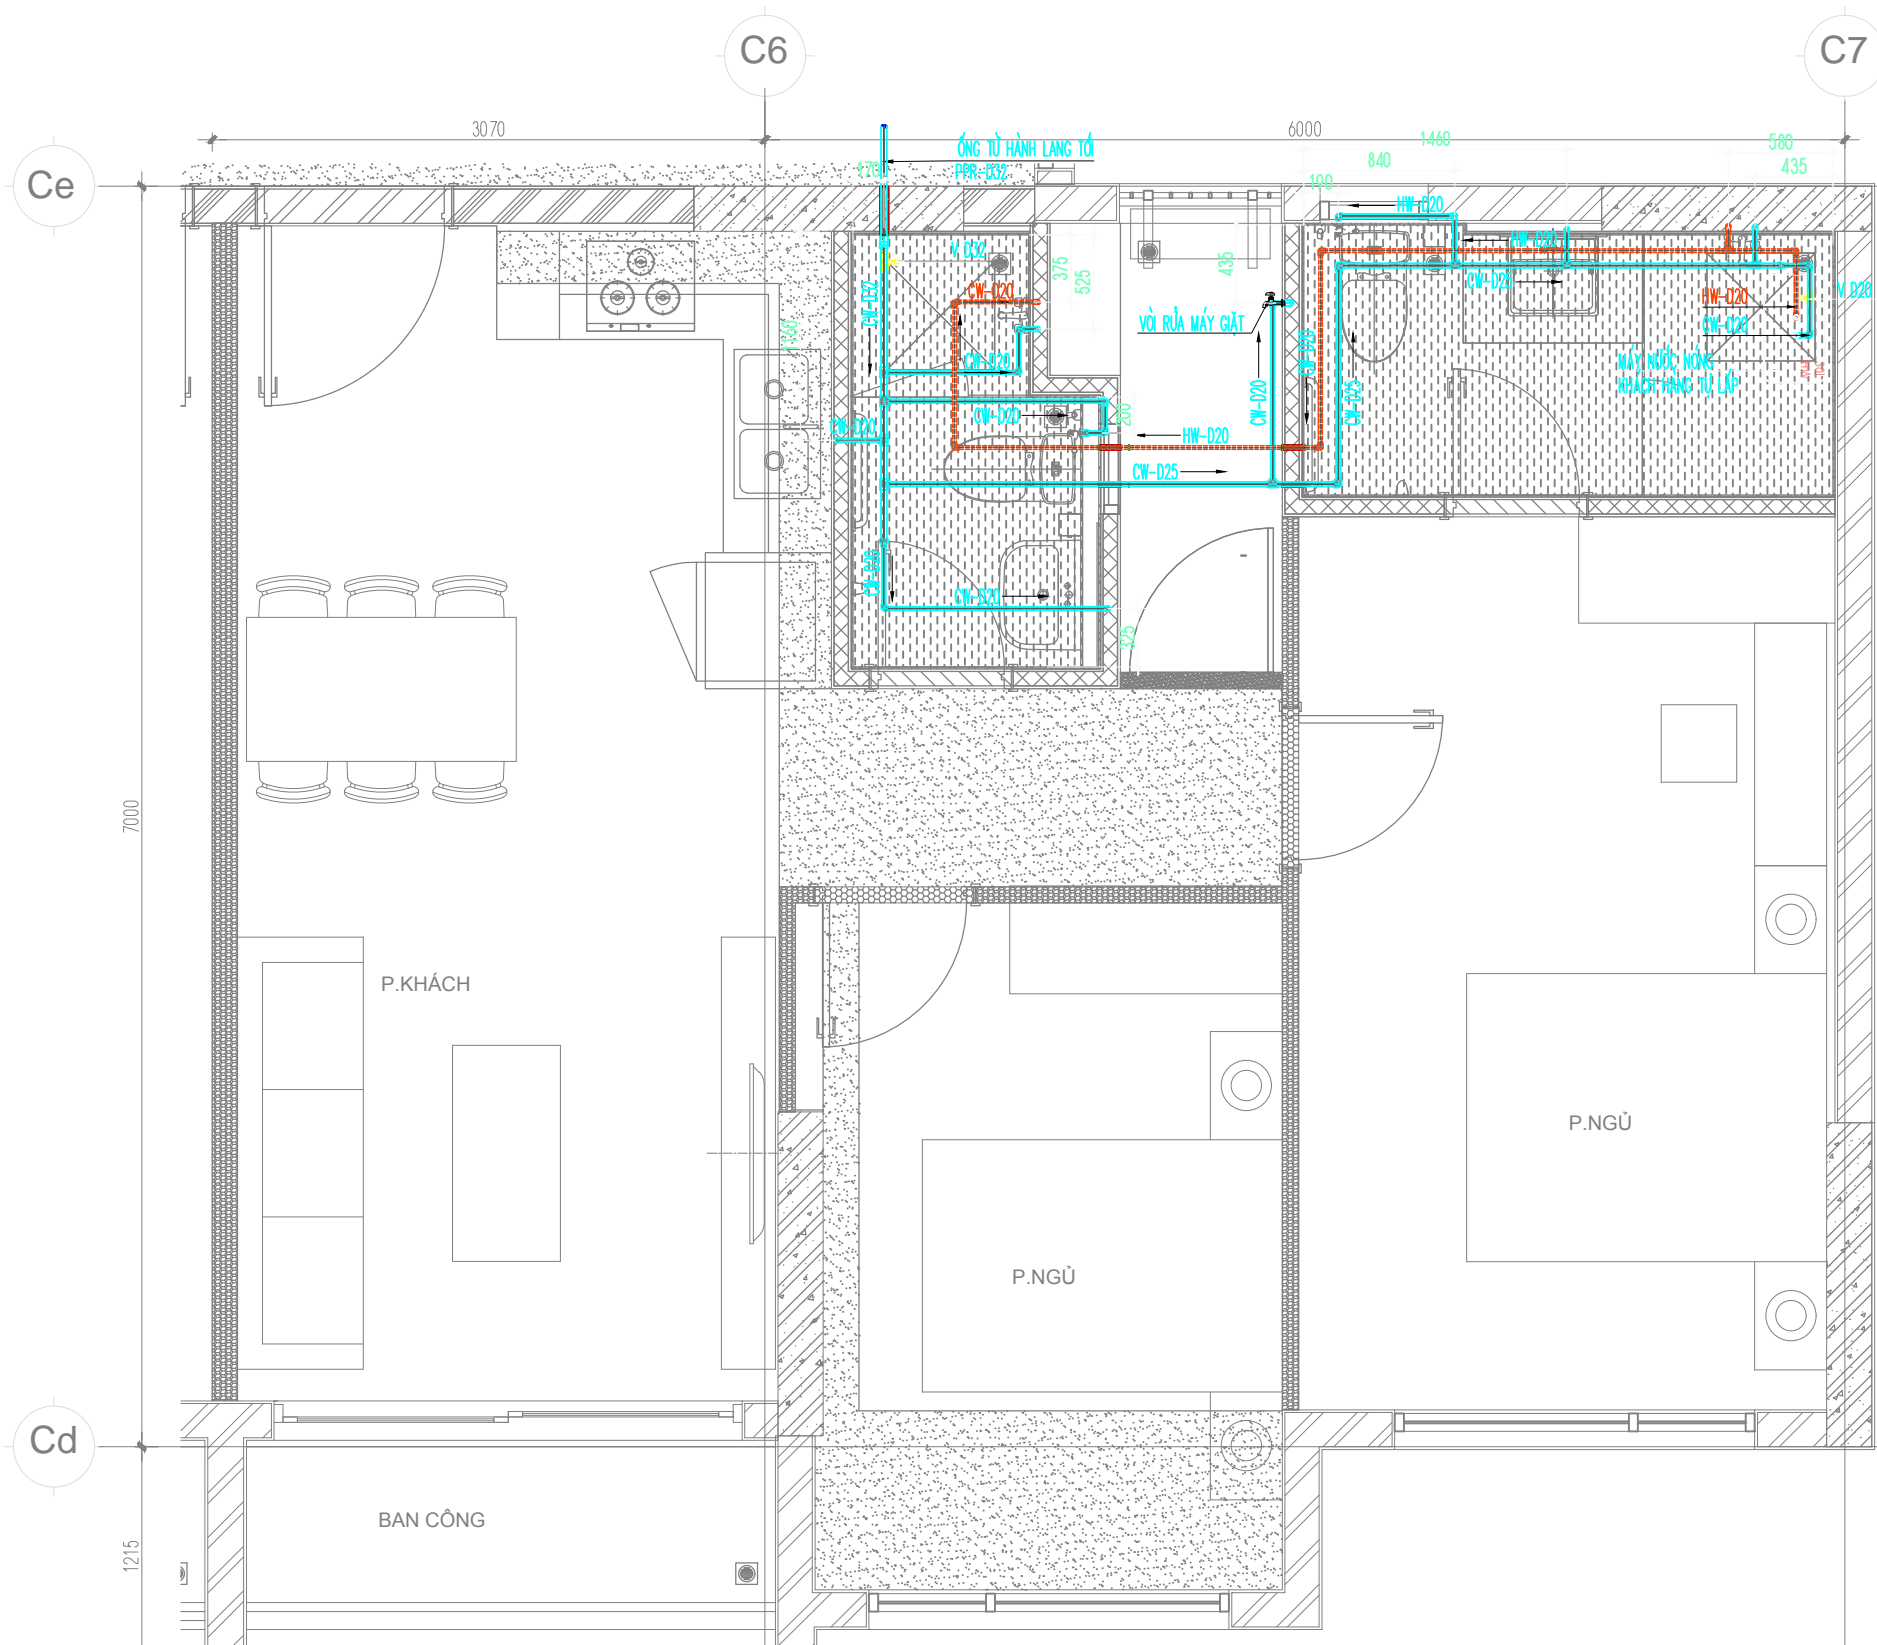 C6
C7
3070
6000
1460
580
ỐNG TỪ HÀNH LANG TỚI
PPR-D32
840
435
170
Ce
190
HW-D20
V D32
HW-D20
375
525
435
CW-D32
CW-D20
CW-D25
HW-D20
V D20
VÒI RỬA MÁY GIẶT
CW-D20
1160
CW-D20
CW-D20
CW-D25
CW-D20
MÁY NƯỚC NÓNG
KHÁCH HÀNG TỰ LẮP
CW-D20
CW-D20
CW-D20
200
HW-D20
CW-D25
CW-D20
CW-D20
325
7000
P.KHÁCH
P.NGỦ
P.NGỦ
Cd
BAN CÔNG
1215